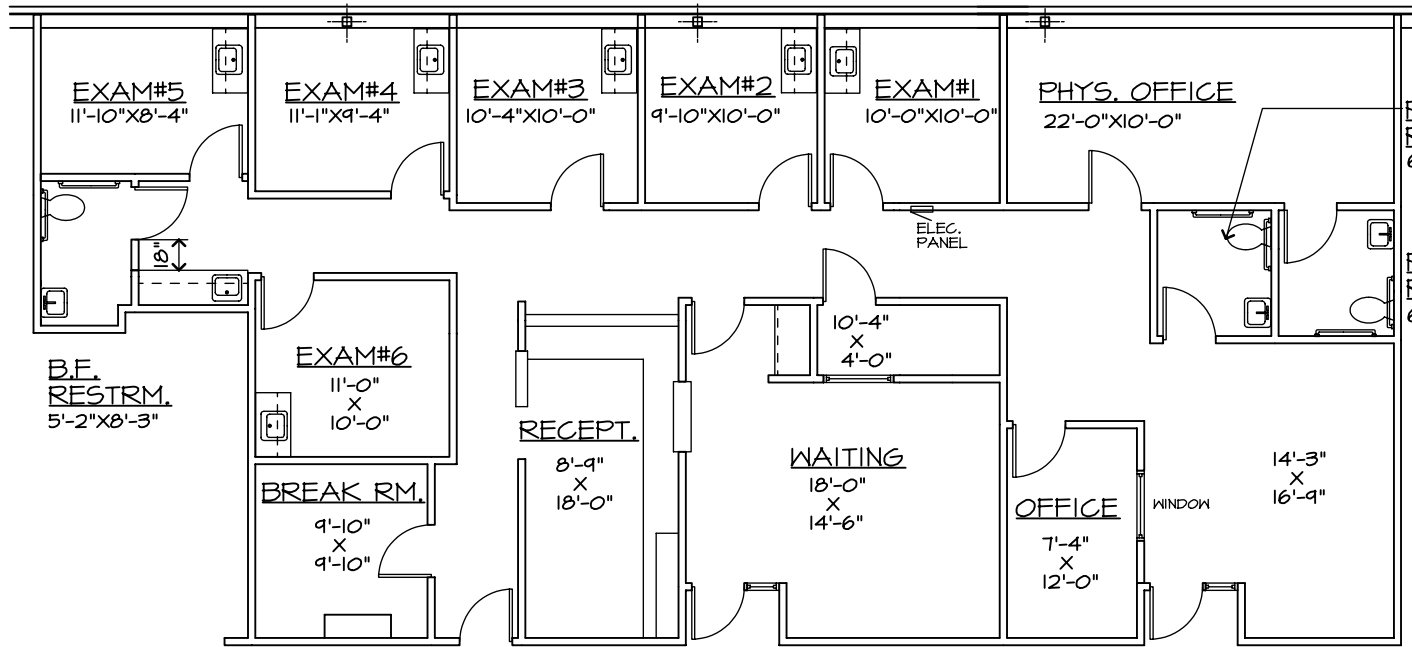 EXAM#5
11'-10"X8'-4"
EXAM#4
11'-1"X9'-4"
EXAM#3
10'-4"X10'-0"
EXAM#2
9'-10"X10'-0"
EXAM#1
10'-0"X10'-0"
PHYS. OFFICE
22'-0"X10'-0"
ELEC.
PANEL
18"
B.F.
RESTRM.
5'-2"X8'-3"
EXAM#6
11'-0"
X
10'-0"
10'-4"
X
4'-0"
RECEPT.
8'-9"
X
18'-0"
WAITING
18'-0"
X
14'-6"
BREAK RM.
9'-10"
X
9'-10"
OFFICE
7'-4"
X
12'-0"
WINDOW
14'-3"
X
16'-9"